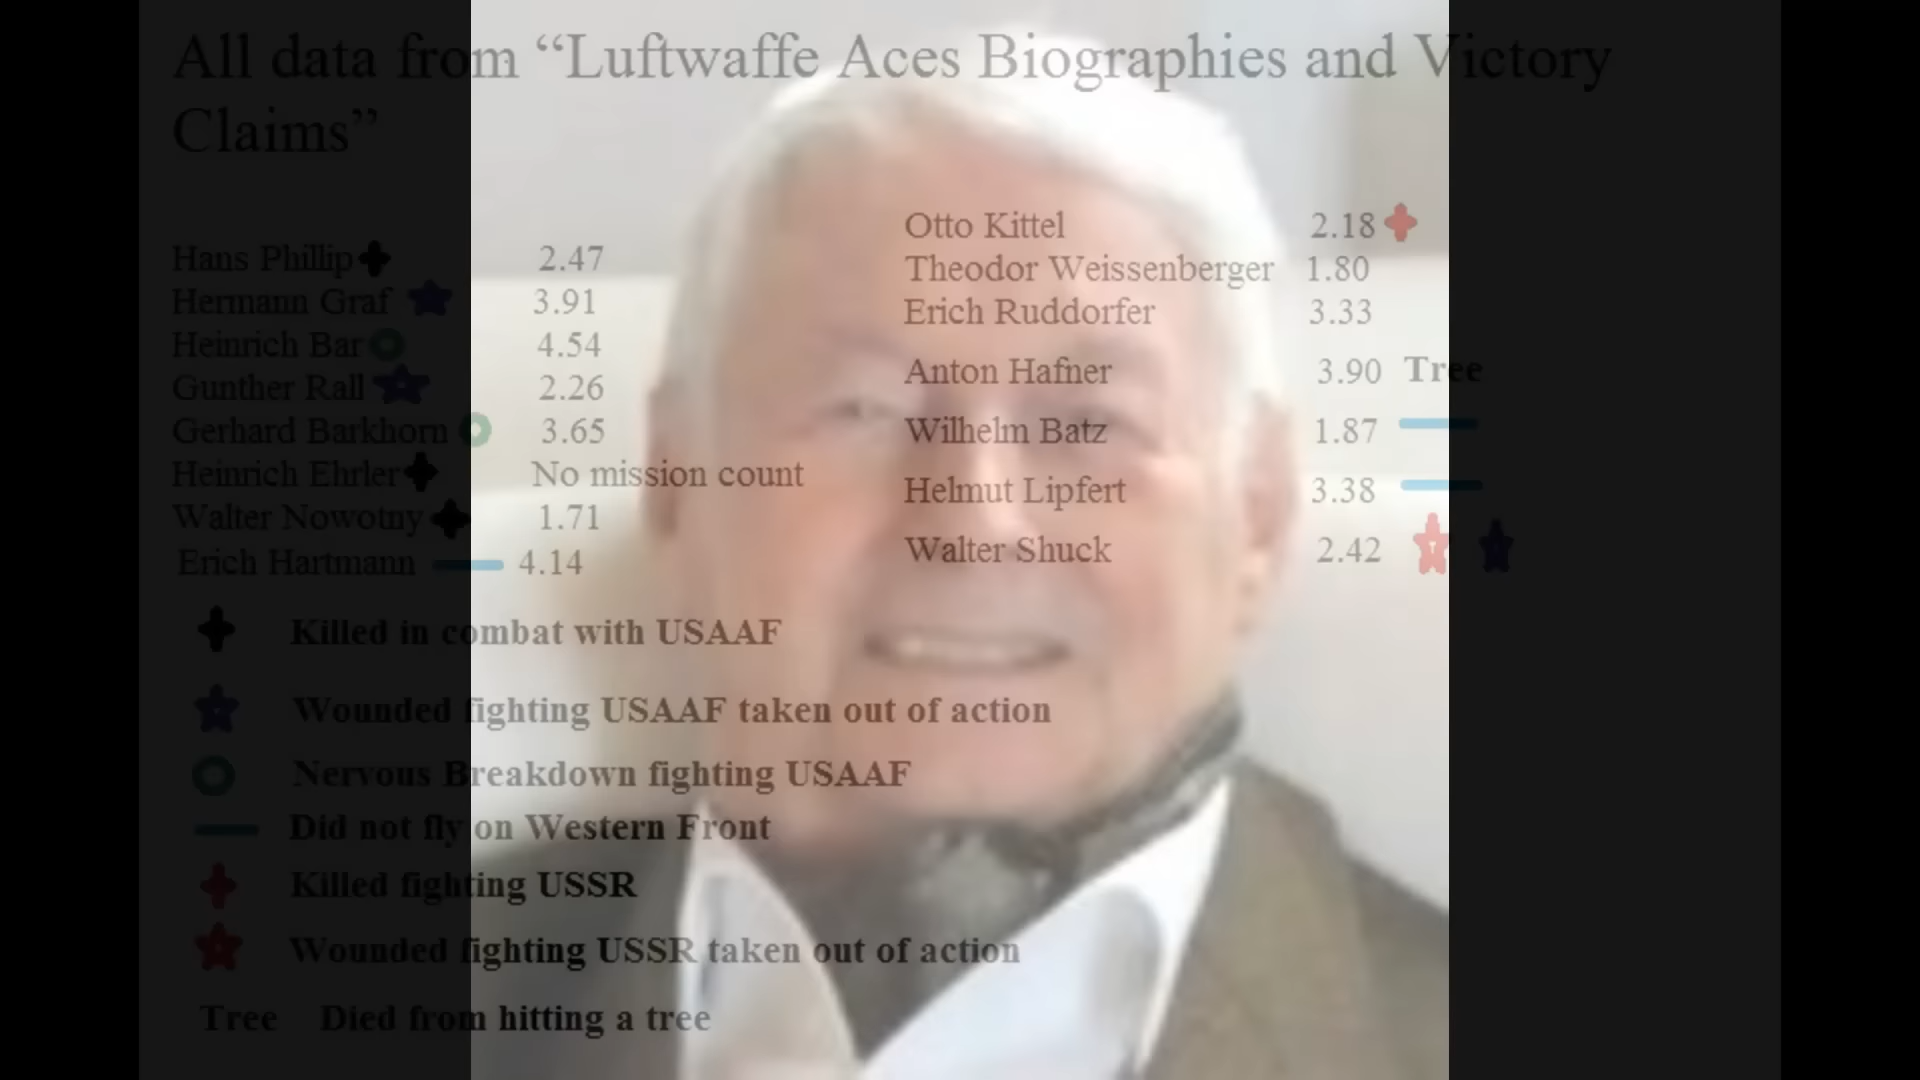 All data from “Luftwaffe Aces Biographies and Victory
Claims”
Hans Phillip 2.47
Hermann Graf 3.91
Heinrich Bar 4.54
Gunther Rall 2.26
Gerhard Barkhorn 3.65
Heinrich Ehrler No mission count
Walter Nowotny 1.71
Erich Hartmann 4.14
Otto Kittel 2.18
Theodor Weissenberger 1.80
Erich Ruddorfer 3.33
Anton Hafner 3.90 Tree
Wilhelm Batz 1.87
Helmut Lipfert 3.38
Walter Shuck 2.42
Killed in combat with USAAF
Wounded fighting USAAF taken out of action
Nervous Breakdown fighting USAAF
Did not fly on Western Front
Killed fighting USSR
Wounded fighting USSR taken out of action
Tree Died from hitting a tree